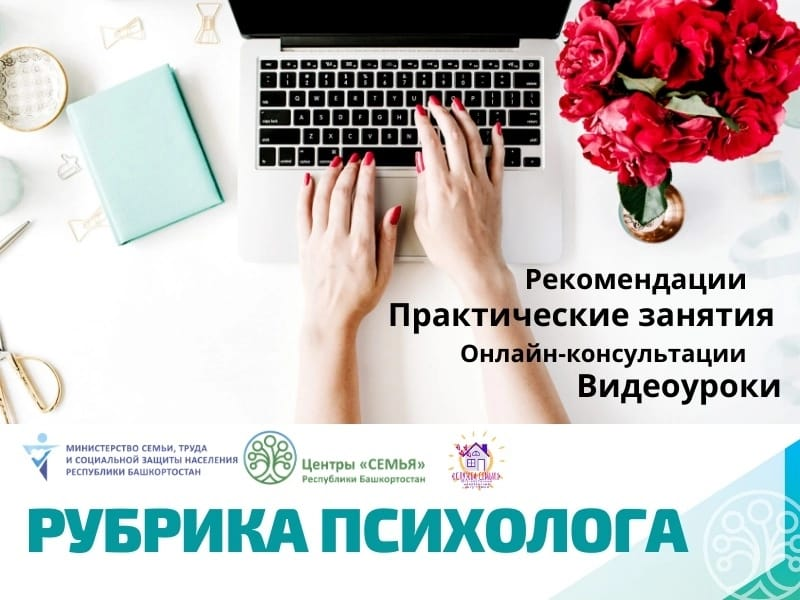 Рекомендации
Практические занятия
Онлайн-консультации
Видеоуроки
МИНИСТЕРСТВО СЕМЬИ, ТРУДА
И СОЦИАЛЬНОЙ ЗАЩИТЫ НАСЕЛЕНИЯ
РЕСПУБЛИКИ БАШКОРТОСТАН
Центры «СЕМЬЯ»
Республики Башкортостан
РУБРИКА ПСИХОЛОГА